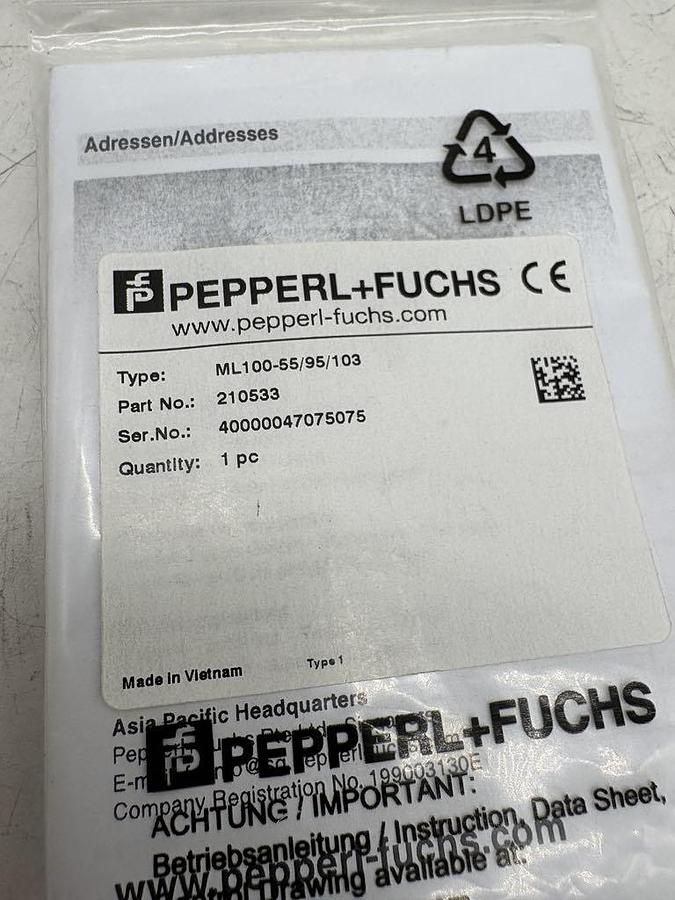 Adressen/Addresses
4
LDPE
PEPPERL+FUCHS CE
www.pepperl-fuchs.com
Type: ML100-55/95/103
Part No.: 210533
Ser.No.: 40000047075075
Quantity: 1 pc
Made in Vietnam Type 1
Asia Pacific Headquarters
PEPPERL+FUCHS
Company Registration No. 199003130E
ACHTUNG / IMPORTANT:
Betriebsanleitung / Instruction, Data Sheet,
Drawing available at:
www.pepperl-fuchs.com